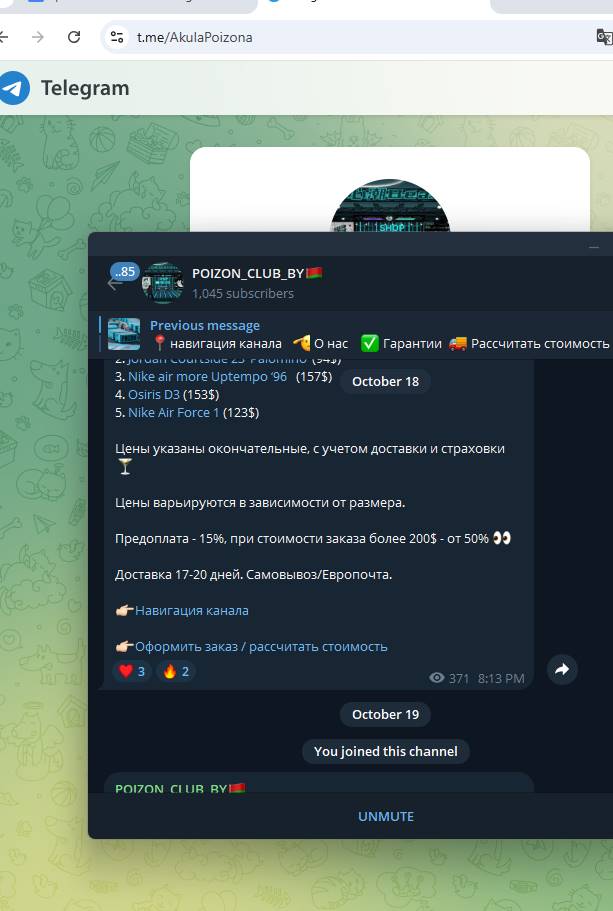 t.me/AkulaPoizona
Telegram
SHOP
..85
POIZON_CLUB_BY🇧🇾
1,045 subscribers
Previous message
📍навигация канала 🤏О нас ✅ Гарантии 🚚 Рассчитать стоимость
2. Jordan Courtside 23 'Palomino' (94$)
3. Nike air more Uptempo ‘96 (157$)
October 18
4. Osiris D3 (153$)
5. Nike Air Force 1 (123$)
Цены указаны окончательные, с учетом доставки и страховки
🍸
Цены варьируются в зависимости от размера.
Предоплата - 15%, при стоимости заказа более 200$ - от 50% 👀
Доставка 17-20 дней. Самовывоз/Европочта.
👉🏻Навигация канала
👉🏻Оформить заказ / рассчитать стоимость
❤️ 3 🔥 2
371 8:13 PM
October 19
You joined this channel
POIZON_CLUB_BY🇧🇾
UNMUTE